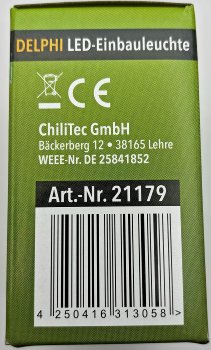 DELPHI LED-Einbauleuchte
CE
ChiliTec GmbH
Bäckerberg 12 • 38165 Lehre
WEEE-Nr. DE 25841852
Art.-Nr. 21179
4 250416 313058 >